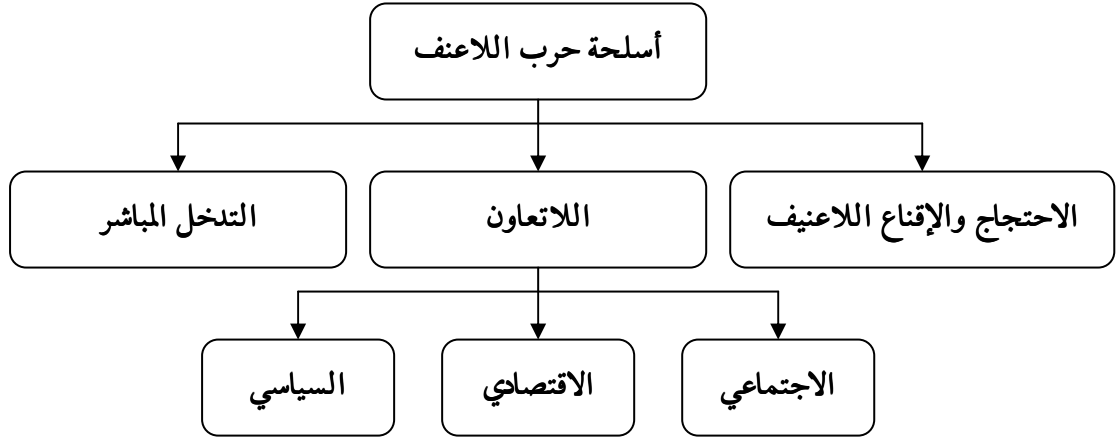 أسلحة حرب اللاعنف
الاحتجاج والإقناع اللاعنيف
اللاتعاون
التدخل المباشر
الاجتماعي
الاقتصادي
السياسي